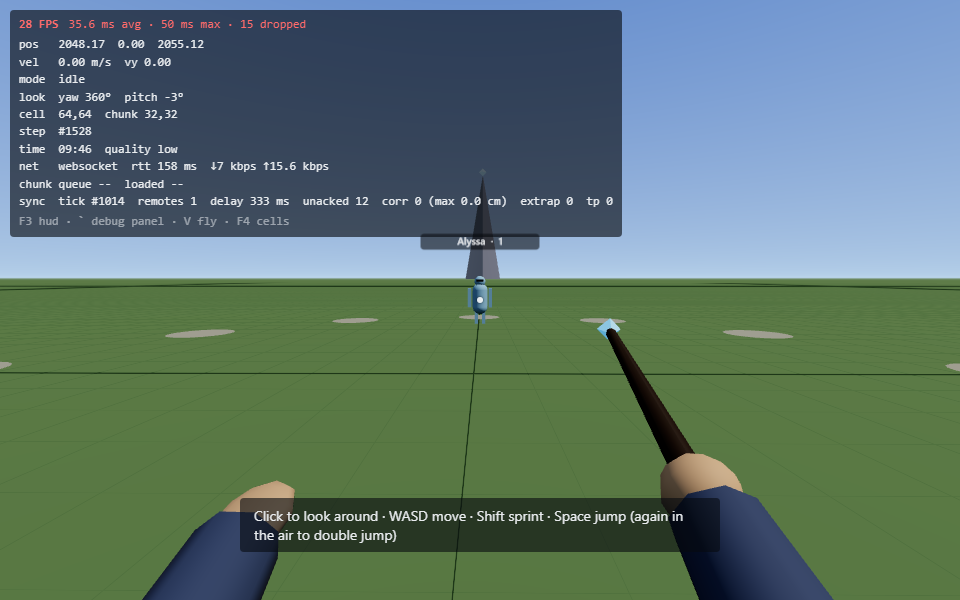 28 FPS 35.6 ms avg · 50 ms max · 15 dropped
pos 2048.17 0.00 2055.12
vel 0.00 m/s vy 0.00
mode idle
look yaw 360° pitch -3°
cell 64,64 chunk 32,32
step #1528
time 09:46 quality low
net websocket rtt 158 ms ↓7 kbps ↑15.6 kbps
chunk queue -- loaded --
sync tick #1014 remotes 1 delay 333 ms unacked 12 corr 0 (max 0.0 cm) extrap 0 tp 0
F3 hud · ` debug panel · V fly · F4 cells
Alyssa · 1
Click to look around · WASD move · Shift sprint · Space jump (again in
the air to double jump)